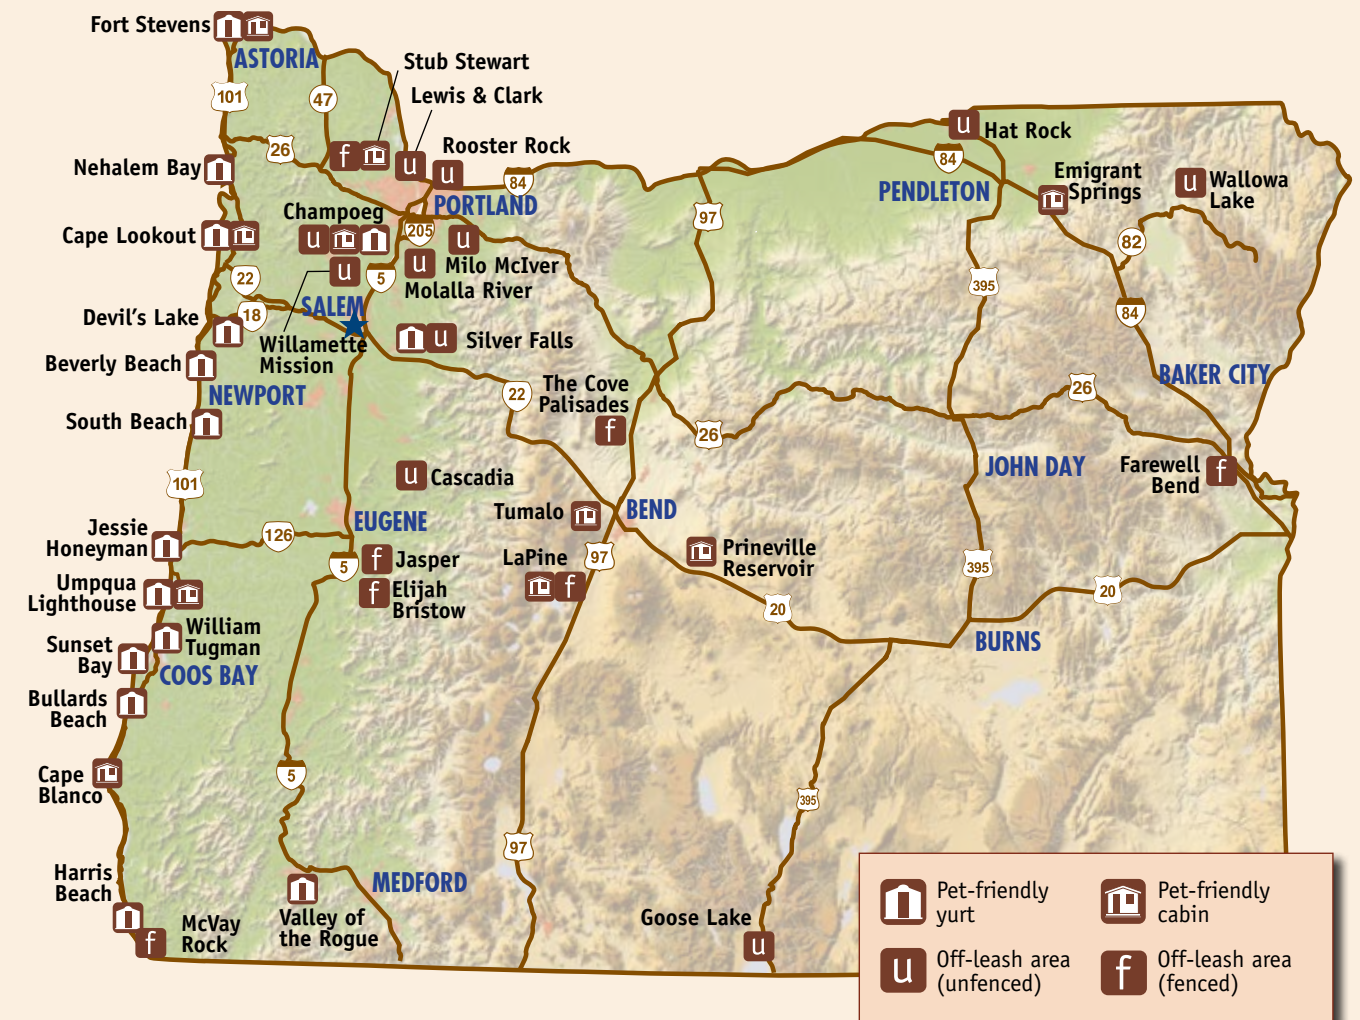 Fort Stevens
ASTORIA
Stub Stewart
101
47
Lewis & Clark
f
u
Rooster Rock
u
26
Nehalem Bay
84
PORTLAND
Hat Rock
u
84
PENDLETON
Emigrant
Springs
u
Wallowa
Lake
97
Champoeg
u
205
u
Cape Lookout
82
u
5
u
Milo McIver
Molalla River
22
395
SALEM
18
84
Devil's Lake
Willamette
Mission
u
Silver Falls
Beverly Beach
NEWPORT
22
The Cove
Palisades
f
26
BAKER CITY
South Beach
26
JOHN DAY
Farewell
Bend
f
101
u
Cascadia
Tumalo
BEND
EUGENE
Jessie
Honeyman
126
5
f
Jasper
LaPine
f
97
Prineville
Reservoir
395
Umpqua
Lighthouse
f
Elijah
Bristow
20
20
William
Tugman
Sunset
Bay
COOS BAY
BURNS
Bullards
Beach
Cape
Blanco
5
395
97
Harris
Beach
MEDFORD
McVay
Rock
f
Valley of
the Rogue
Goose Lake
u
Pet-friendly
yurt
Pet-friendly
cabin
u
Off-leash area
(unfenced)
f
Off-leash area
(fenced)